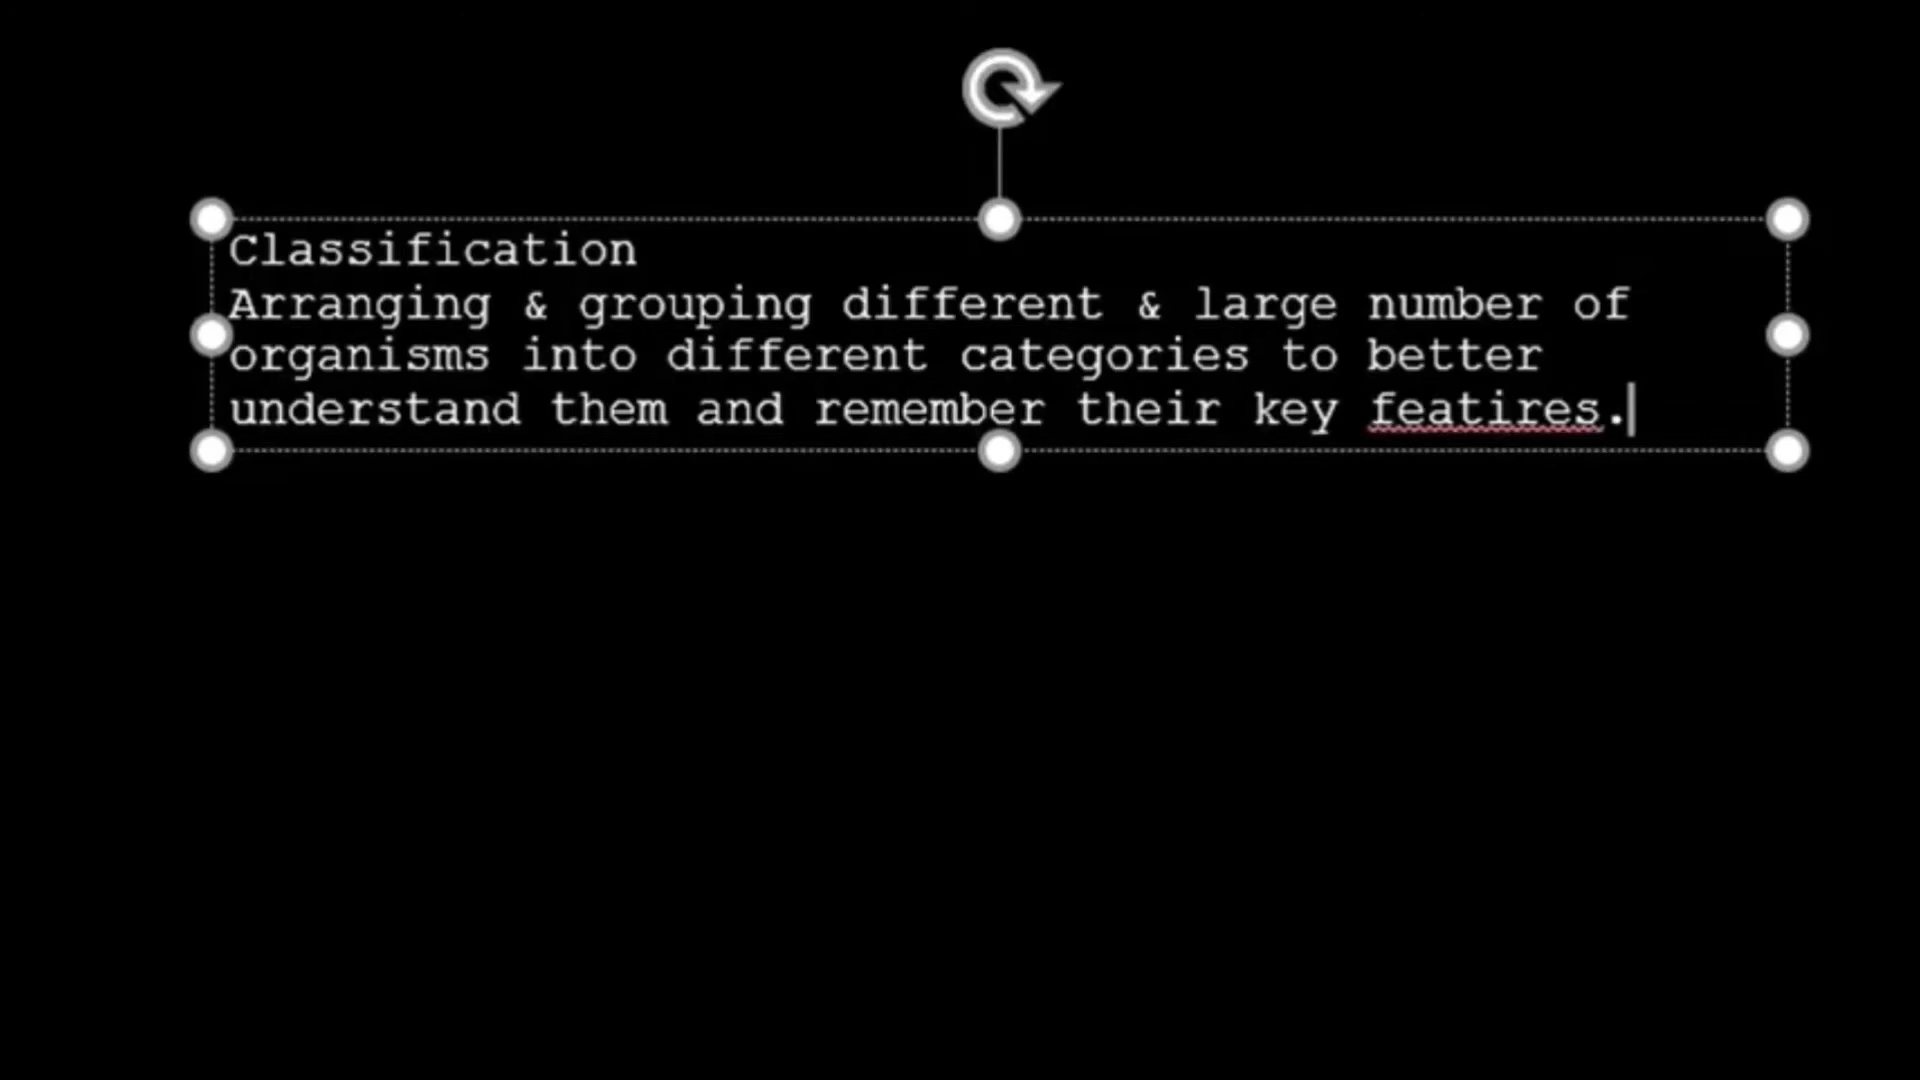 Classification
Arranging & grouping different & large number of
organisms into different categories to better
understand them and remember their key featires.